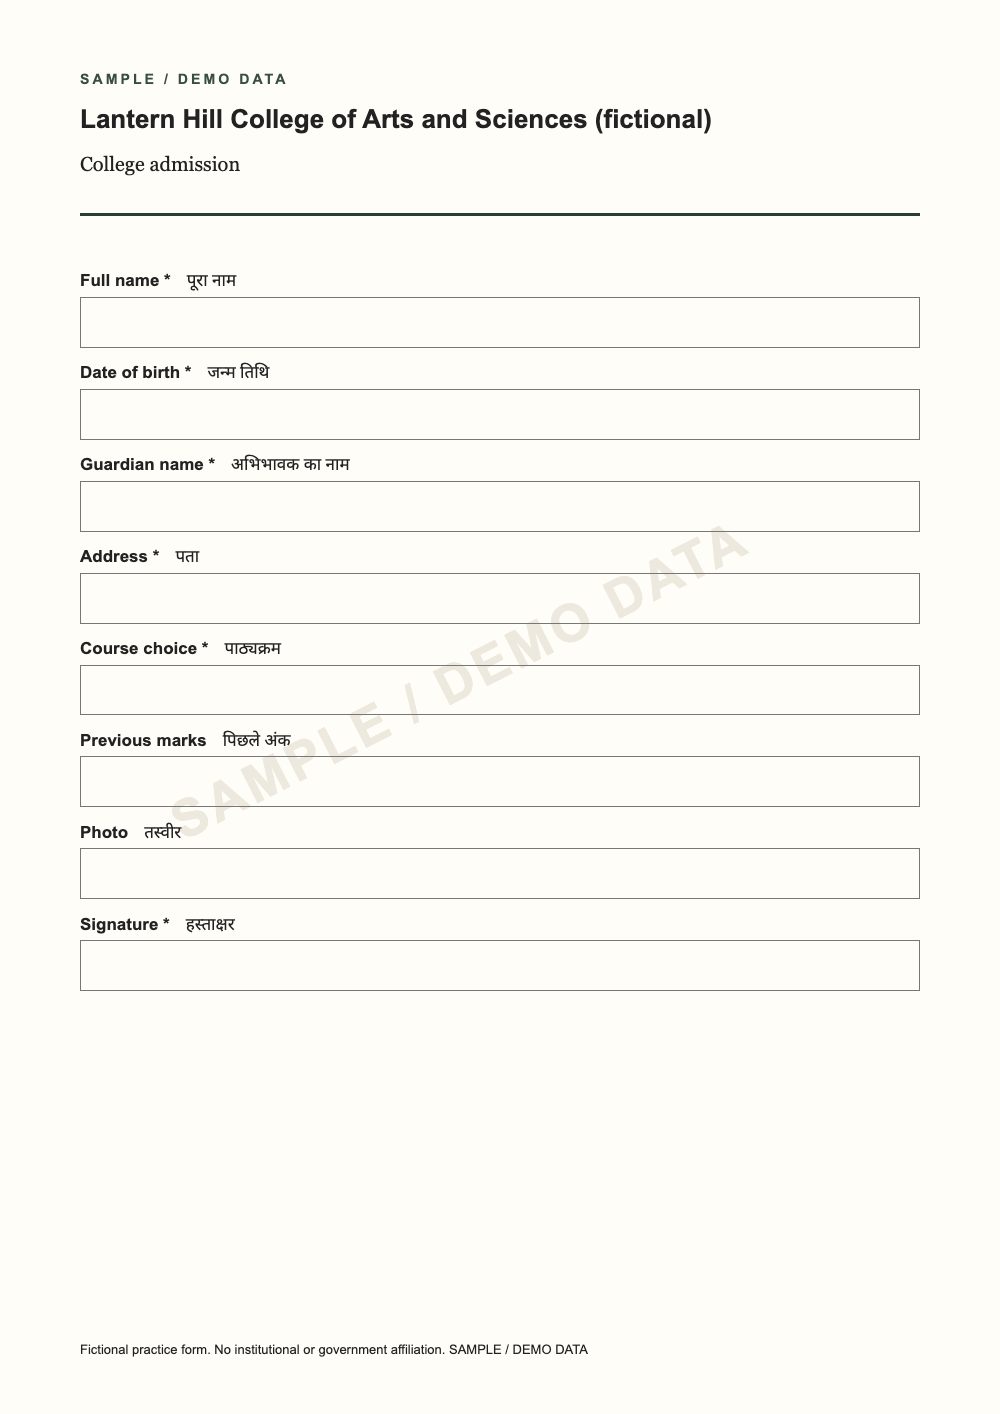 SAMPLE / DEMO DATA
Lantern Hill College of Arts and Sciences (fictional)
College admission
Full name * पूरा नाम
Date of birth * जन्म तिथि
Guardian name * अभिभावक का नाम
Address * पता
Course choice * पाठ्यक्रम
Previous marks पिछले अंक
Photo तस्वीर
Signature * हस्ताक्षर
SAMPLE / DEMO DATA
Fictional practice form. No institutional or government affiliation. SAMPLE / DEMO DATA